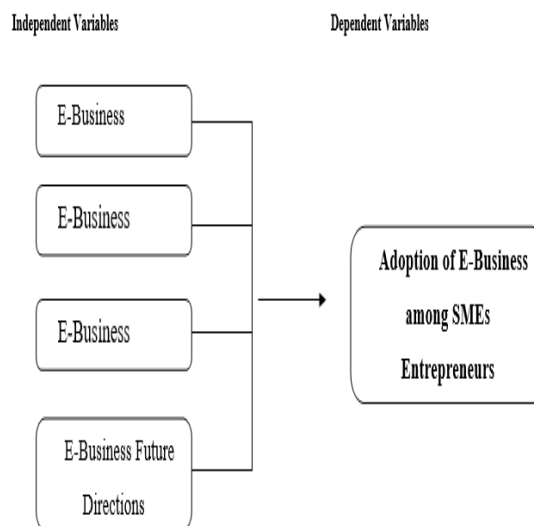 Independent Variables
Dependent Variables
E-Business
E-Business
E-Business
E-Business Future
Directions
Adoption of E-Business
among SMEs
Entrepreneurs